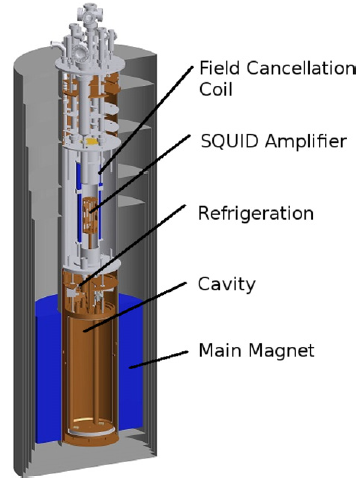 Field Cancellation
Coil
SQUID Amplifier
Refrigeration
Cavity
Main Magnet